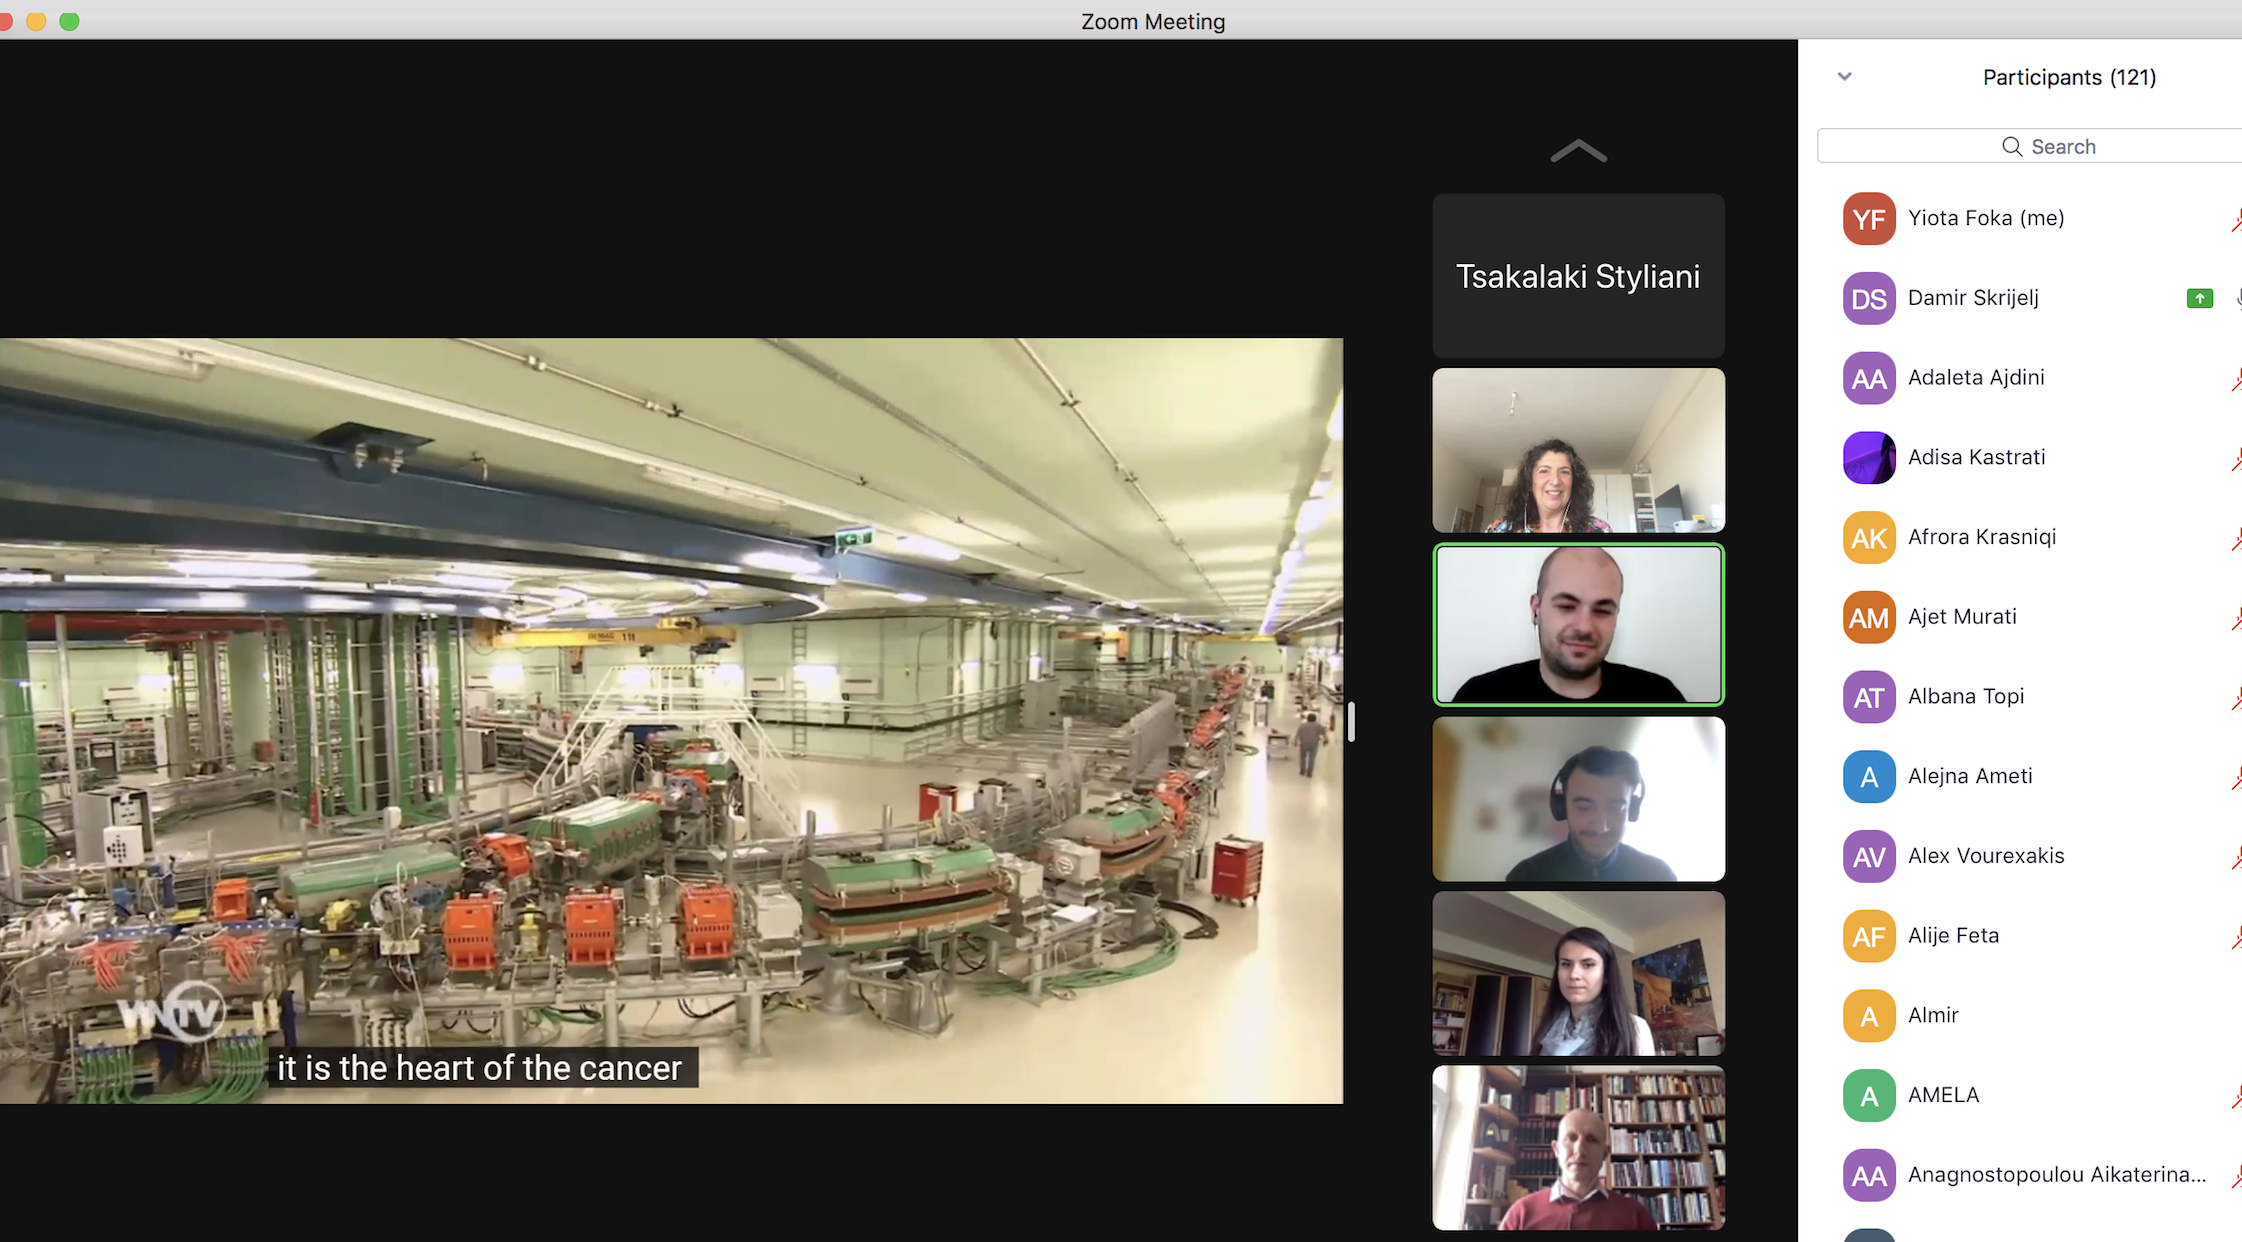 Zoom Meeting
Participants (121)
Search
Tsakalaki Styliani
YF Yiota Foka (me)
DS Damir Skrijelj
AA Adaleta Ajdini
Adisa Kastrati
AK Afrora Krasniqi
AM Ajet Murati
AT Albana Topi
A Alejna Ameti
AV Alex Vourexakis
AF Alije Feta
A Almir
A AMELA
AA Anagnostopoulou Aikaterina...
WNTV
it is the heart of the cancer